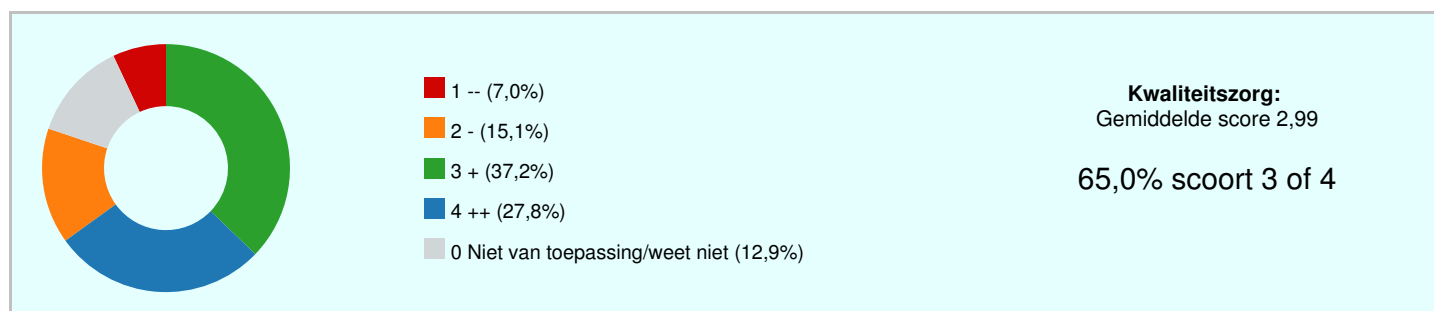 1 -- (7,0%)
2 - (15,1%)
3 + (37,2%)
4 ++ (27,8%)
0 Niet van toepassing/weet niet (12,9%)
Kwaliteitszorg:
Gemiddelde score 2,99
65,0% scoort 3 of 4